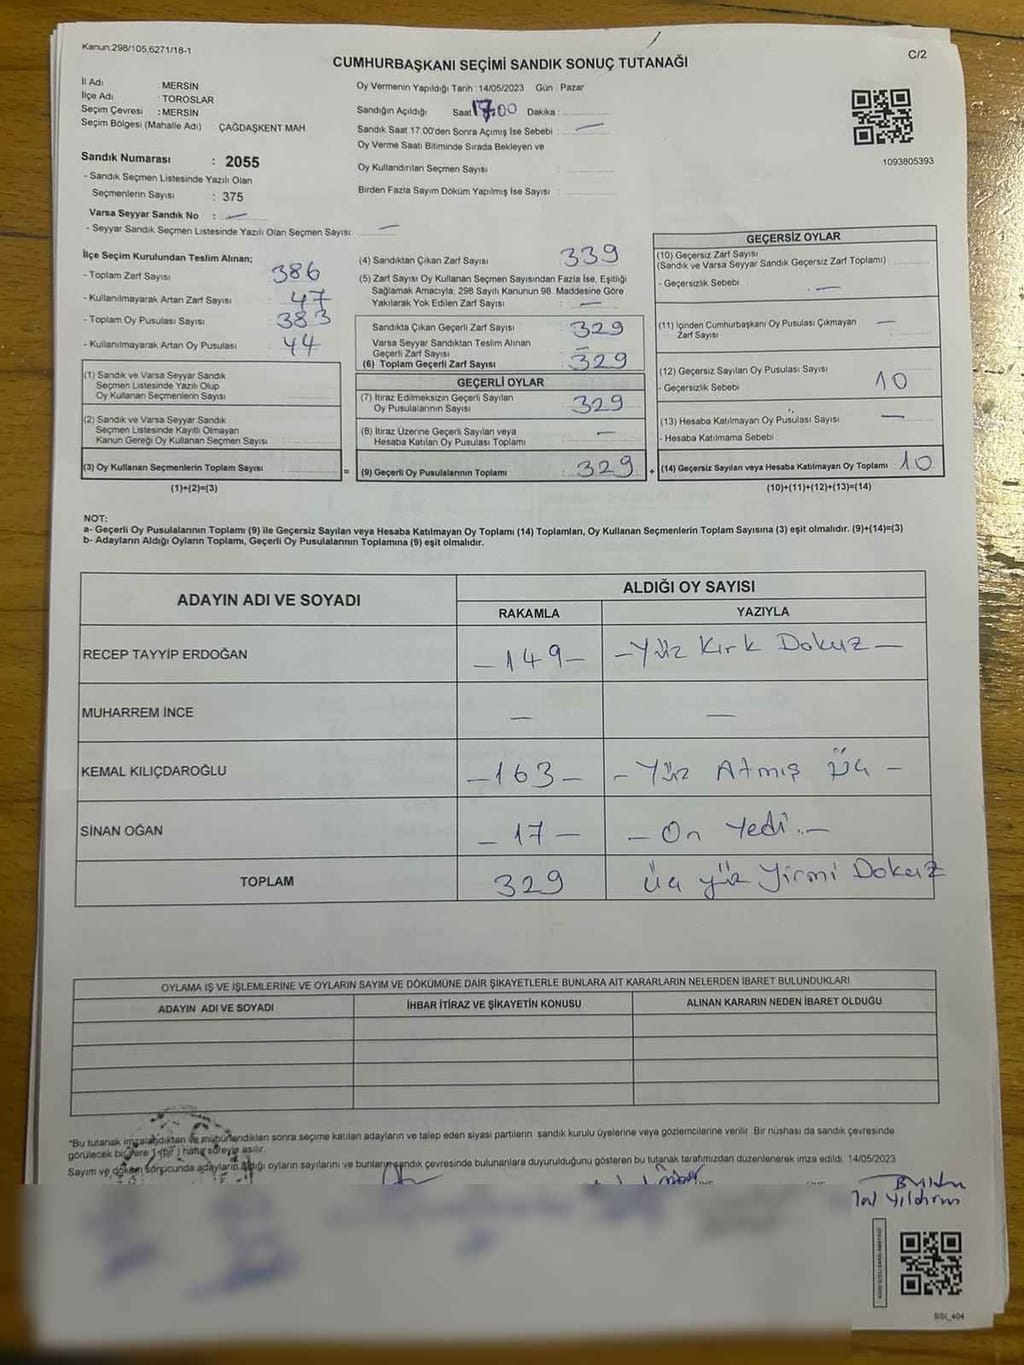 Kanun;298/105,6271/18-1
CUMHURBAŞKANI SEÇİMİ SANDIK SONUÇ TUTANAĞI
C/2
İl Adı : MERSİN
İlçe Adı : TOROSLAR
Seçim Çevresi : MERSİN
Seçim Bölgesi (Mahalle Adı) ÇAĞDAŞKENT MAH.
Oy Vermenin Yapıldığı Tarih : 14/05/2023 Gün : Pazar
Sandığın Açıldığı Saat 17.00 Dakika :
Sandık Saat 17.00'den Sonra Açımış İse Sebebi : —
Oy Verme Saati Bitiminde Sırada Bekleyen ve
Oy Kullandırılan Seçmen Sayısı :
Birden Fazla Sayım Döküm Yapılmış İse Sayısı :
1093805393
Sandık Numarası : 2055
- Sandık Seçmen Listesinde Yazılı Olan
Seçmenlerin Sayısı : 375
Varsa Seyyar Sandık No : —
- Seyyar Sandık Seçmen Listesinde Yazılı Olan Seçmen Sayısı: —
İlçe Seçim Kurulundan Teslim Alınan;
- Toplam Zarf Sayısı : 386
- Kullanılmayarak Artan Zarf Sayısı : 47
- Toplam Oy Pusulası Sayısı : 383
- Kullanılmayarak Artan Oy Pusulası : 44
(1) Sandık ve Varsa Seyyar Sandık
Seçmen Listesinde Yazılı Olup
Oy Kullanan Seçmenlerin Sayısı :
(2) Sandık ve Varsa Seyyar Sandık
Seçmen Listesinde Kayıtlı Olmayan
Kanun Gereği Oy Kullanan Seçmen Sayısı :
(3) Oy Kullanan Seçmenlerin Toplam Sayısı :
(1)+(2)=(3)
(4) Sandıktan Çıkan Zarf Sayısı : 339
(5) Zarf Sayısı Oy Kullanan Seçmen Sayısından Fazla İse, Eşitliği
Sağlamak Amacıyla, 298 Sayılı Kanunun 98. Maddesine Göre
Yakılarak Yok Edilen Zarf Sayısı : —
Sandıkta Çıkan Geçerli Zarf Sayısı : 329
Varsa Seyyar Sandıktan Teslim Alınan
Geçerli Zarf Sayısı :
(6) Toplam Geçerli Zarf Sayısı : 329
GEÇERLİ OYLAR
(7) İtiraz Edilmeksizin Geçerli Sayılan
Oy Pusulalarının Sayısı : 329
(8) İtiraz Üzerine Geçerli Sayılan veya
Hesaba Katılan Oy Pusulası Toplamı : —
= (9) Geçerli Oy Pusulalarının Toplamı : 329 +
GEÇERSİZ OYLAR
(10) Geçersiz Zarf Sayısı
(Sandık ve Varsa Seyyar Sandık Geçersiz Zarf Toplamı) :
- Geçersizlik Sebebi : —
(11) İçinden Cumhurbaşkanı Oy Pusulası Çıkmayan
Zarf Sayısı : —
(12) Geçersiz Sayılan Oy Pusulası Sayısı :
- Geçersizlik Sebebi : 10
(13) Hesaba Katılmayan Oy Pusulası Sayısı : —
- Hesaba Katılmama Sebebi :
(14) Geçersiz Sayılan veya Hesaba Katılmayan Oy Toplamı : 10
(10)+(11)+(12)+(13)=(14)
NOT:
a- Geçerli Oy Pusulalarının Toplamı (9) ile Geçersiz Sayılan veya Hesaba Katılmayan Oy Toplamı (14) Toplamları, Oy Kullanan Seçmenlerin Toplam Sayısına (3) eşit olmalıdır. (9)+(14)=(3)
b- Adayların Aldığı Oyların Toplamı, Geçerli Oy Pusulalarının Toplamına (9) eşit olmalıdır.
ADAYIN ADI VE SOYADI
ALDIĞI OY SAYISI
RAKAMLA YAZIYLA
RECEP TAYYİP ERDOĞAN — 149 — — Yüz Kırk Dokuz —
MUHARREM İNCE — —
KEMAL KILIÇDAROĞLU — 163 — — Yüz Atmış Üç —
SİNAN OĞAN — 17 — — On Yedi. —
TOPLAM 329 Üç yüz Yirmi Dokuz
OYLAMA İŞ VE İŞLEMLERİNE VE OYLARIN SAYIM VE DÖKÜMÜNE DAİR ŞİKAYETLERLE BUNLARA AİT KARARLARIN NELERDEN İBARET BULUNDUKLARI
ADAYIN ADI VE SOYADI İHBAR İTİRAZ VE ŞİKAYETİN KONUSU ALINAN KARARIN NEDEN İBARET OLDUĞU
*Bu tutanak imzalandıktan ve mühürlendikten sonra seçime katılan adayların ve talep eden siyasi partilerin sandık kurulu üyelerine veya gözlemcilerine verilir. Bir nüshası da sandık çevresinde
görülecek bir yere 1 (bir) hafta süreyle asılır.
Sayım ve döküm sonucunda adayların aldığı oyların sayılarını ve bunların sandık çevresinde bulunanlara duyurulduğunu gösteren bu tutanak tarafımızdan düzenlenerek imza edildi. 14/05/2023
Yıldırım
SSI_404